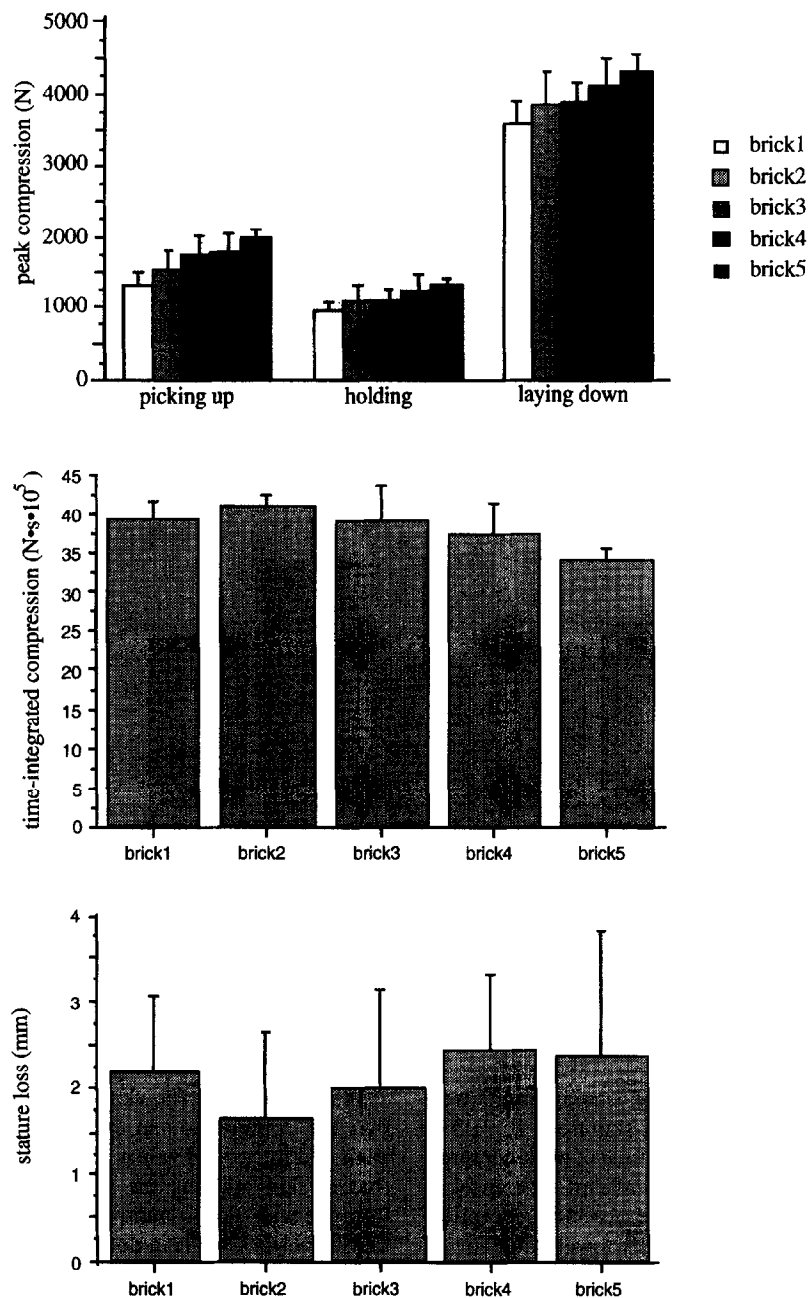 peak compression (N)
5000
4000
3000
2000
1000
0
picking up
holding
laying down
brick1
brick2
brick3
brick4
brick5
time-integrated compression (N•s•10⁵)
45
40
35
30
25
20
15
10
5
0
brick1
brick2
brick3
brick4
brick5
stature loss (mm)
4
3
2
1
0
brick1
brick2
brick3
brick4
brick5